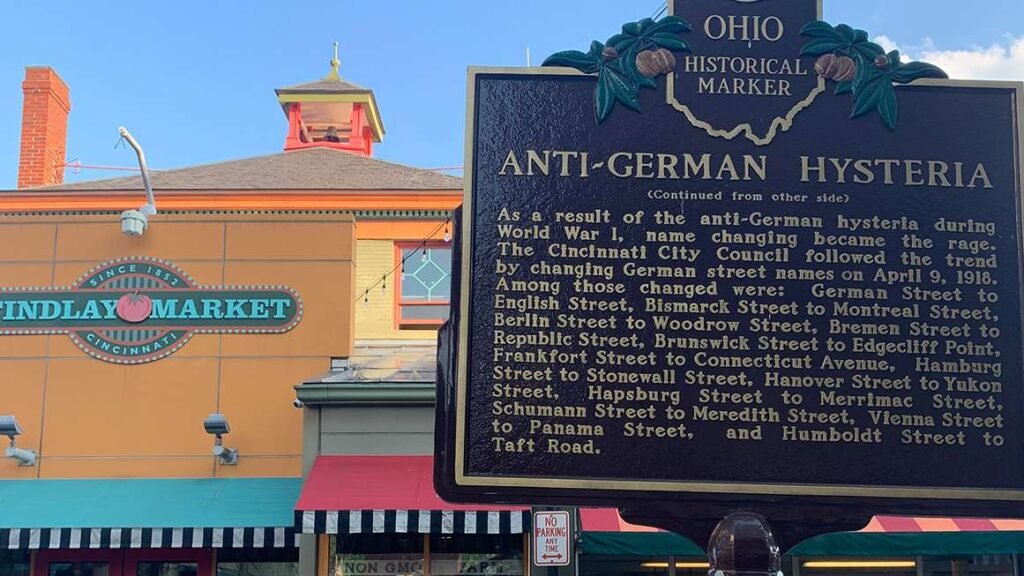 OHIO
HISTORICAL
MARKER
ANTI-GERMAN HYSTERIA
(Continued from other side)
As a result of the anti-German hysteria during
World War I, name changing became the rage.
The Cincinnati City Council followed the trend
by changing German street names on April 9, 1918.
Among those changed were: German Street to
English Street, Bismarck Street to Montreal Street,
Berlin Street to Woodrow Street, Bremen Street to
Republic Street, Brunswick Street to Edgecliff Point,
Frankfort Street to Connecticut Avenue, Hamburg
Street to Stonewall Street, Hanover Street to Yukon
Street, Hapsburg Street to Merrimac Street,
Schumann Street to Meredith Street, Vienna Street
to Panama Street, and Humboldt Street to
Taft Road.
SINCE 1852
FINDLAY MARKET
CINCINNATI
NO
PARKING
ANY
TIME
NON GMO
FARM